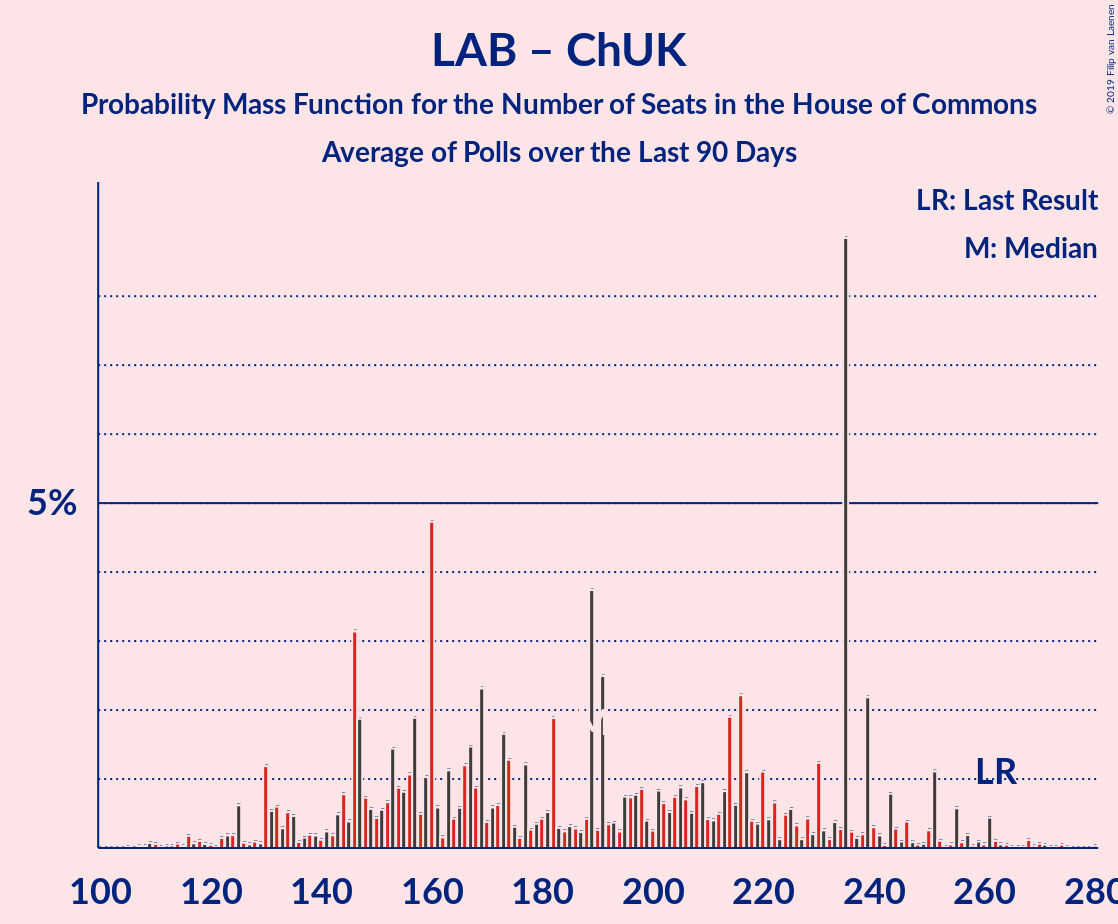 LAB – ChUK
Probability Mass Function for the Number of Seats in the House of Commons
Average of Polls over the Last 90 Days
© 2019 Filip van Laenen
LR: Last Result
M: Median
5%
LR
100 120 140 160 180 200 220 240 260 280